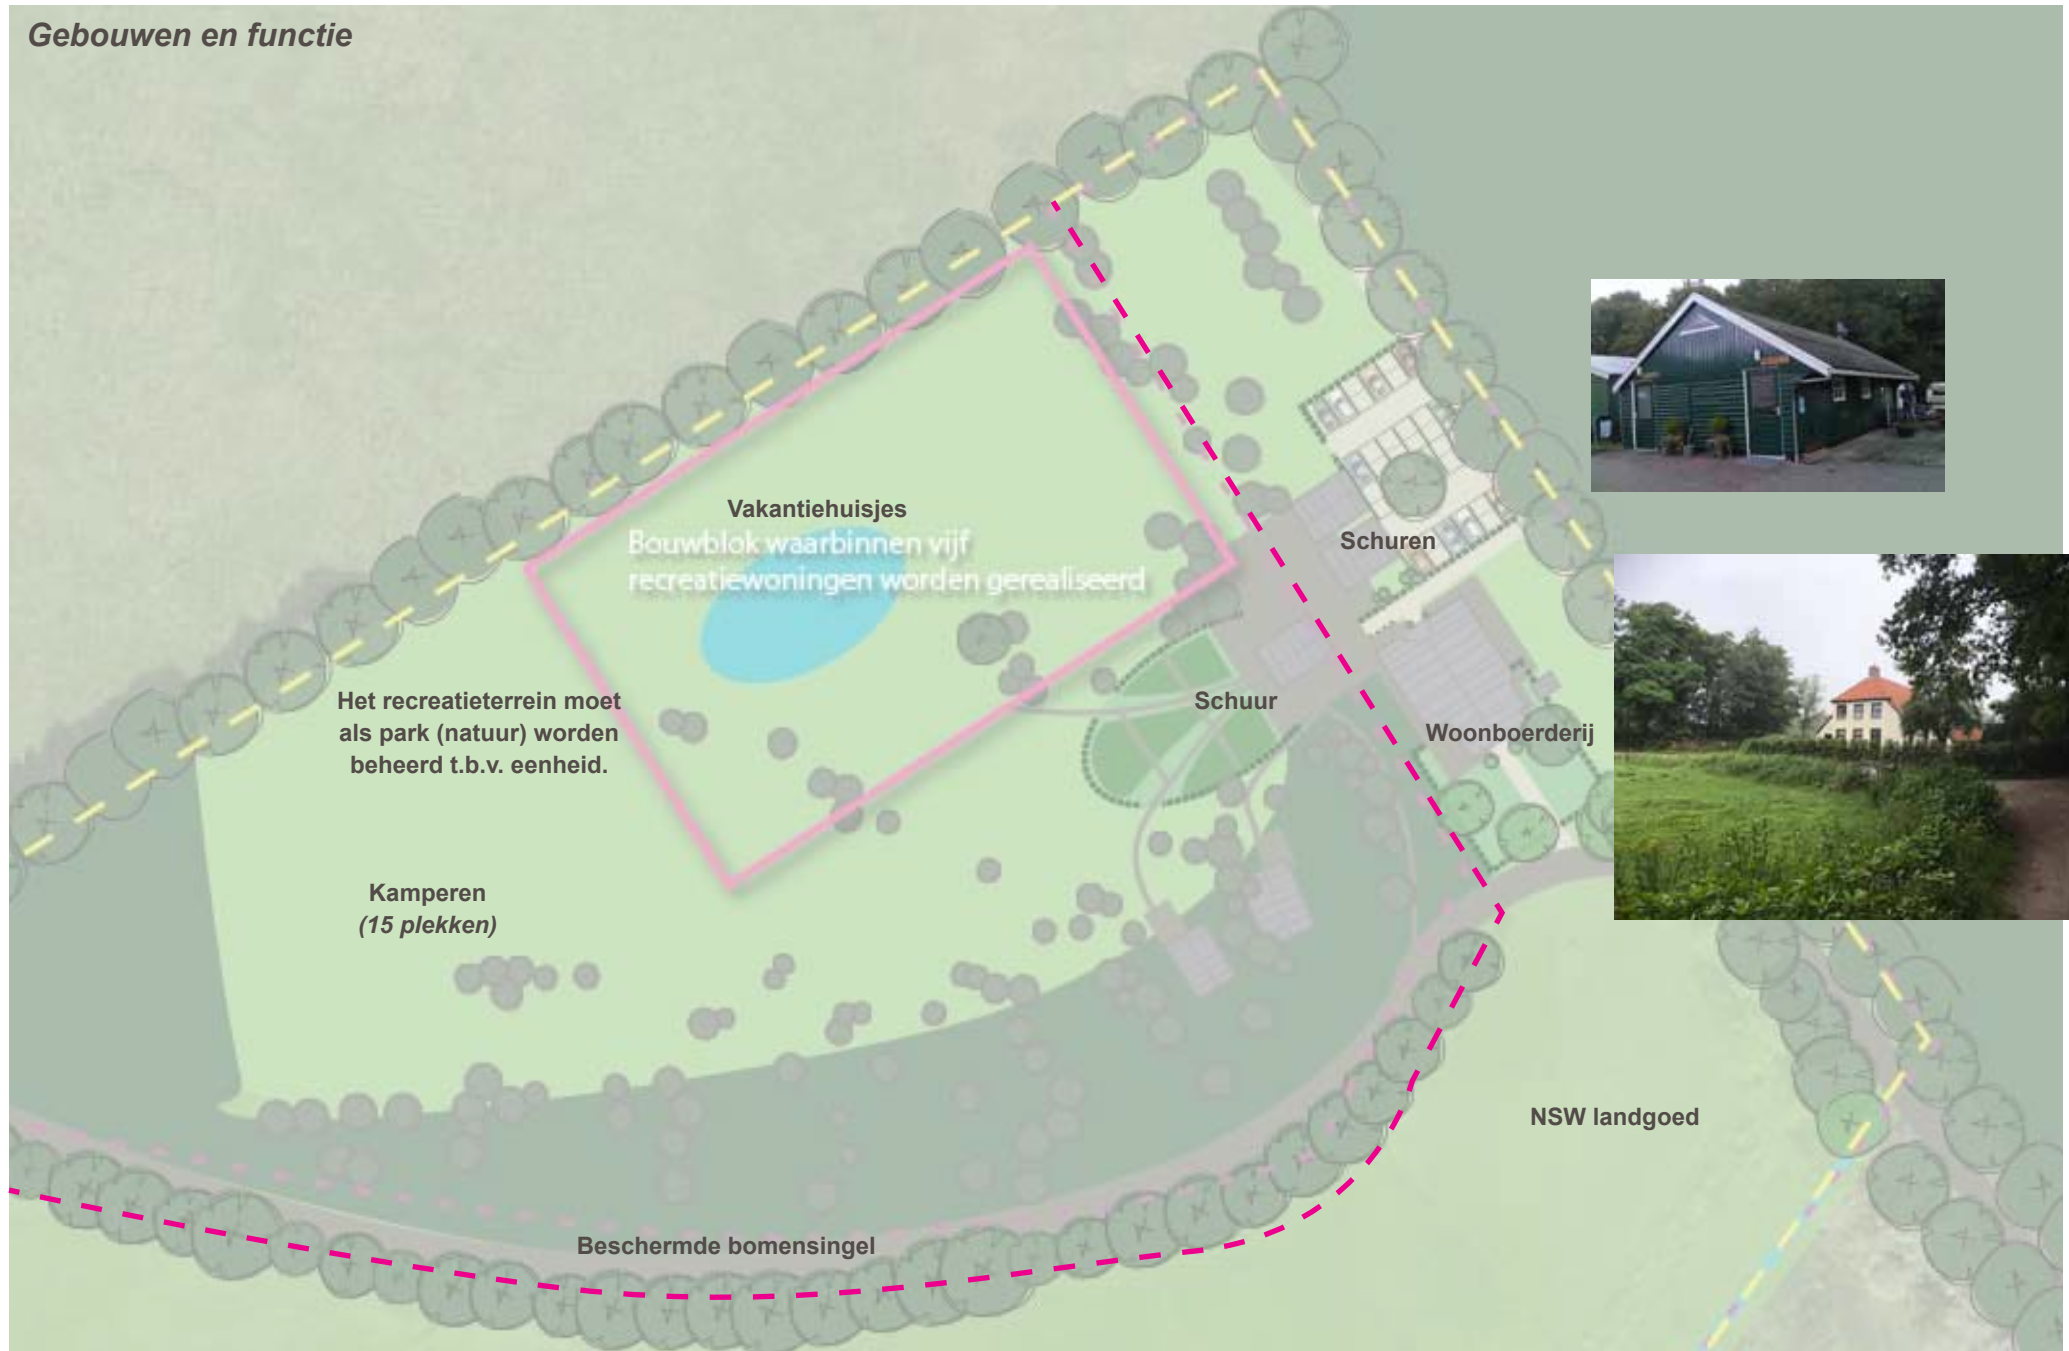 Gebouwen en functie
Vakantiehuisjes
Bouwblok waarbinnen vijf
recreatiewoningen worden gerealiseerd
Schuren
Het recreatieterrein moet
als park (natuur) worden
beheerd t.b.v. eenheid.
Schuur
Woonboerderij
Kamperen
(15 plekken)
NSW landgoed
Beschermde bomensingel